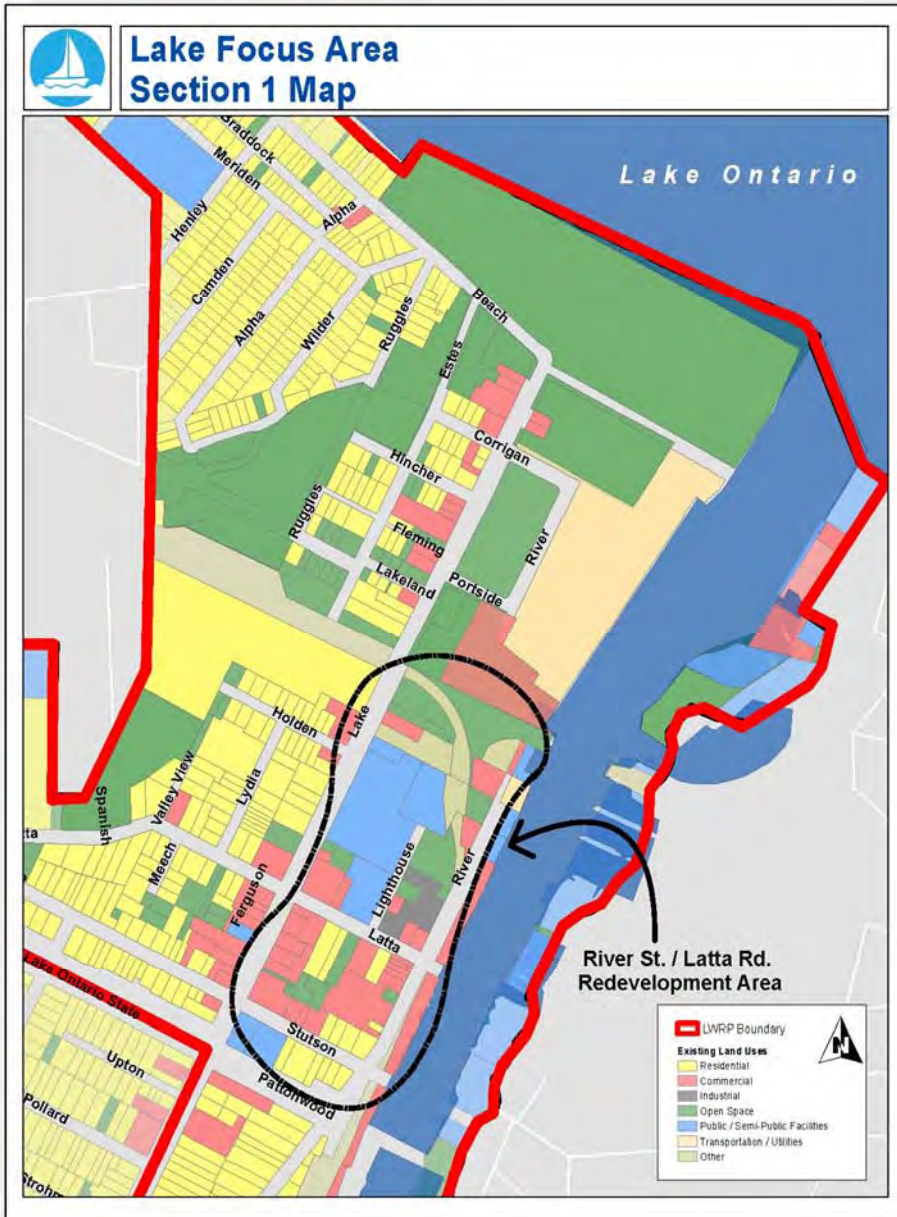 Lake Focus Area
Section 1 Map
Lake Ontario
Braddock
Meriden
Alpha
Henley
Camden
Alpha
Wilder
Ruggles
Beach
Estes
Corrigan
Hincher
Ruggles
Fleming
River
Lakeland
Portside
Holden
Lake
Valley View
Lydia
Spanish
tta
Meech
Ferguson
Lighthouse
River
Latta
Lake Ontario State
Stutson
Upton
Pattonwood
Pollard
Strohm
River St. / Latta Rd.
Redevelopment Area
LWRP Boundary
Existing Land Uses
Residential
Commercial
Industrial
Open Space
Public / Semi-Public Facilities
Transportation / Utilities
Other
N